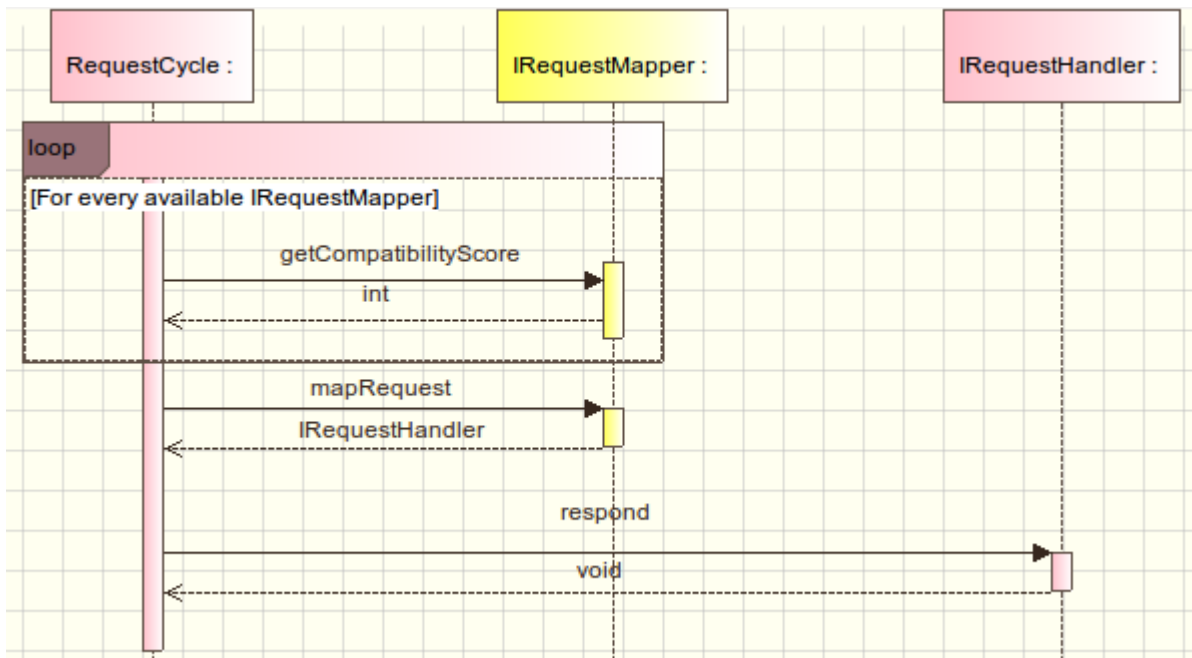 RequestCycle :
IRequestMapper :
IRequestHandler :
loop
[For every available IRequestMapper]
getCompatibilityScore
int
mapRequest
IRequestHandler
respond
void